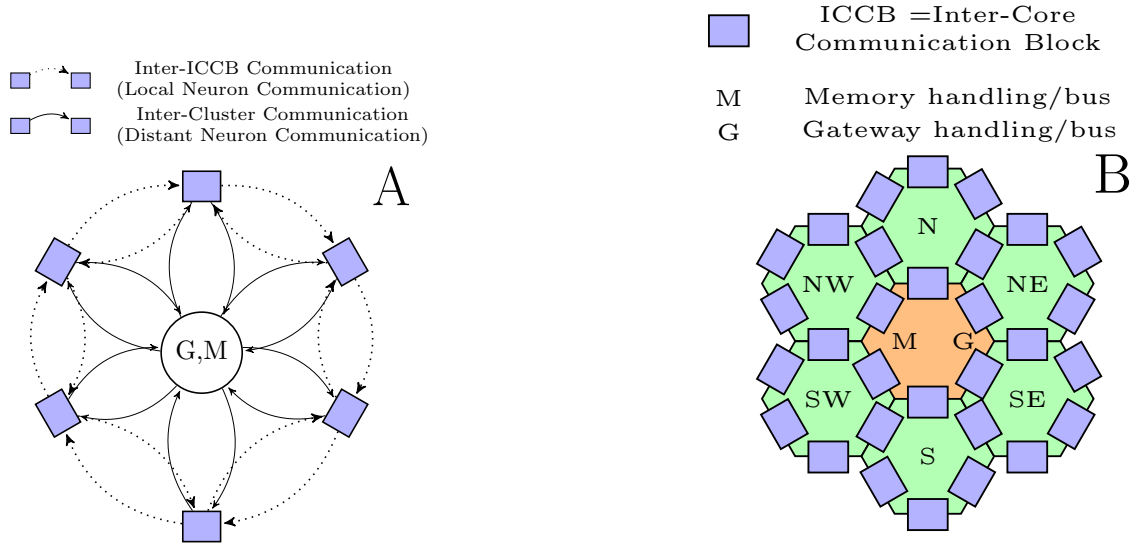 Inter-ICCB Communication
(Local Neuron Communication)
Inter-Cluster Communication
(Distant Neuron Communication)
A
G,M
ICCB =Inter-Core
Communication Block
M Memory handling/bus
G Gateway handling/bus
B
N
NW NE
M G
SW SE
S